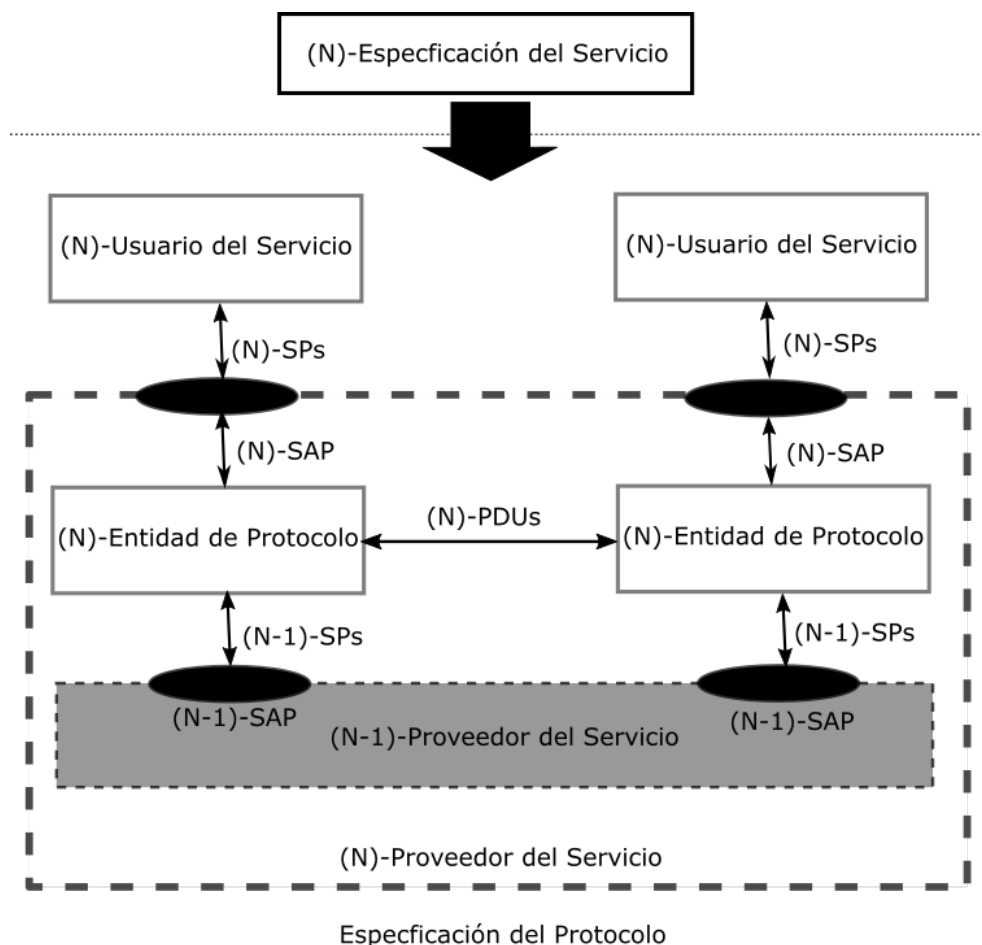 (N)-Especficación del Servicio
(N)-Usuario del Servicio
(N)-Usuario del Servicio
(N)-SPs
(N)-SPs
(N)-SAP
(N)-SAP
(N)-Entidad de Protocolo
(N)-PDUs
(N)-Entidad de Protocolo
(N-1)-SPs
(N-1)-SPs
(N-1)-SAP
(N-1)-SAP
(N-1)-Proveedor del Servicio
(N)-Proveedor del Servicio
Especficación del Protocolo